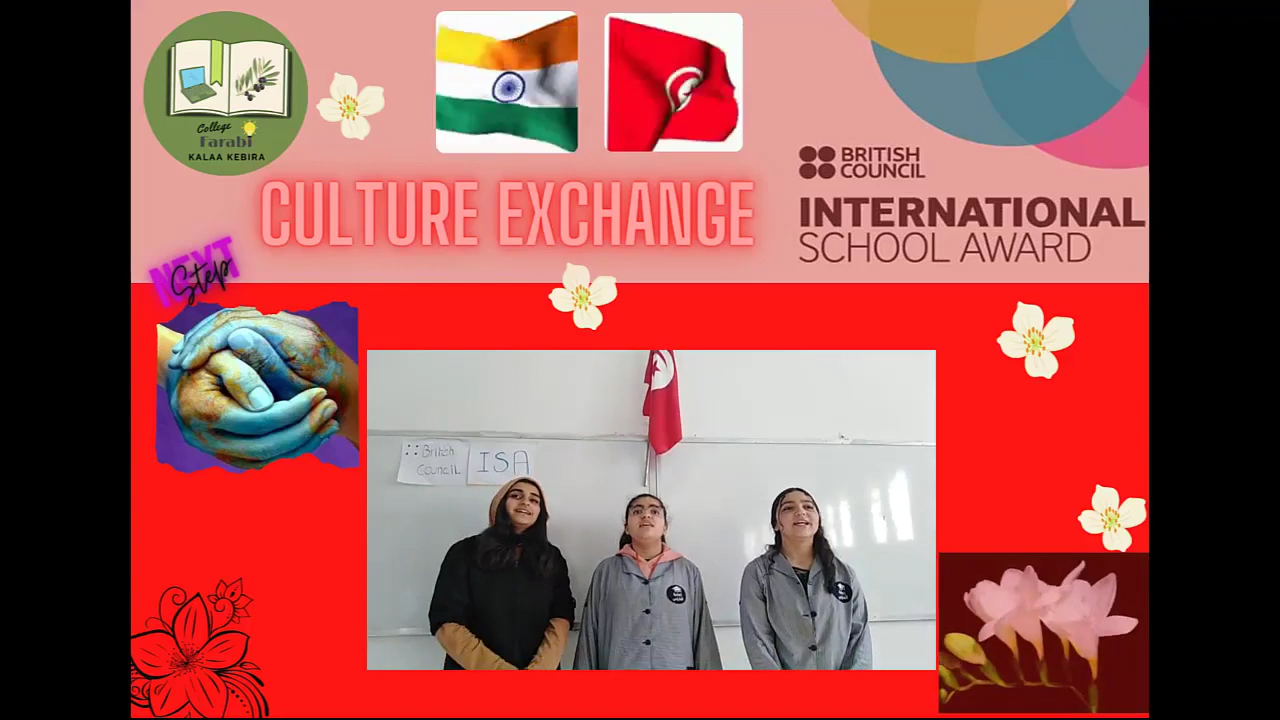 College
Farabi
KALAA KEBIRA
CULTURE EXCHANGE
BRITISH
COUNCIL
INTERNATIONAL
SCHOOL AWARD
NEXT
Step
British
Council
ISA